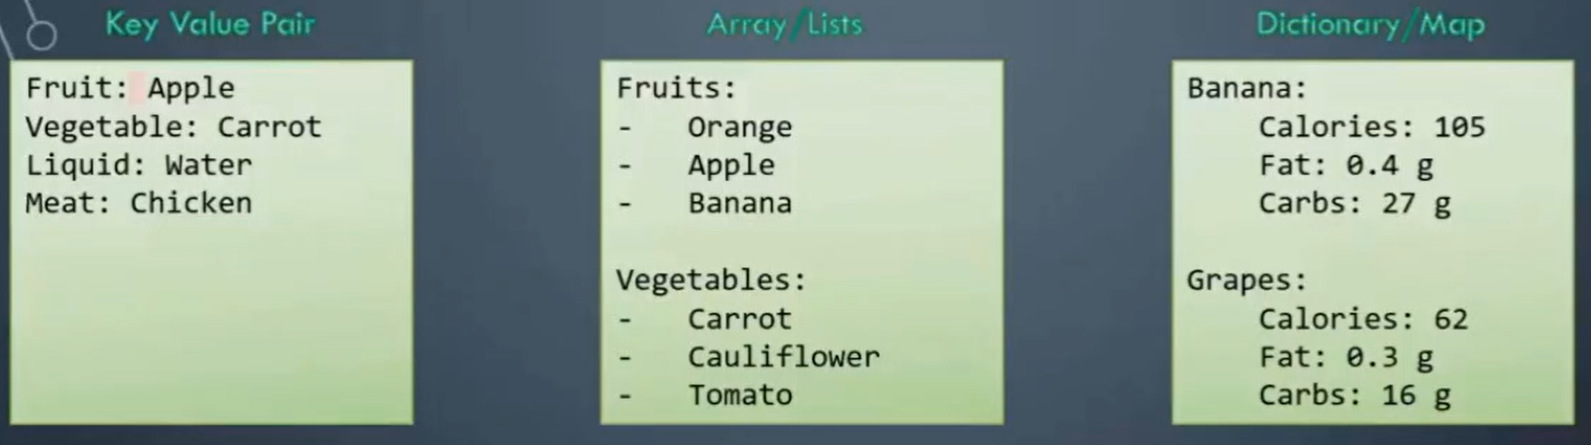 Key Value Pair
Fruit: Apple
Vegetable: Carrot
Liquid: Water
Meat: Chicken
Array/Lists
Fruits:
- Orange
- Apple
- Banana
Vegetables:
- Carrot
- Cauliflower
- Tomato
Dictionary/Map
Banana:
Calories: 105
Fat: 0.4 g
Carbs: 27 g
Grapes:
Calories: 62
Fat: 0.3 g
Carbs: 16 g